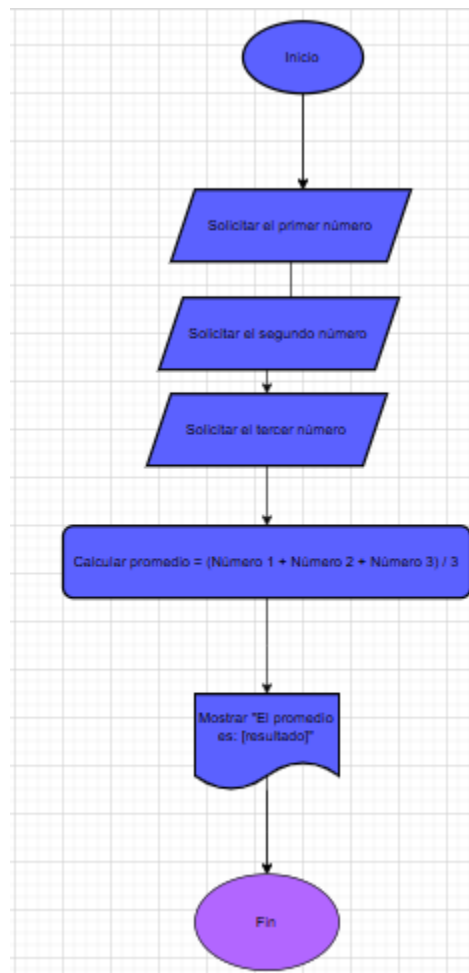 Inicio
Solicitar el primer número
Solicitar el segundo número
Solicitar el tercer número
Calcular promedio = (Número 1 + Número 2 + Número 3) / 3
Mostrar "El promedio
es: [resultado]"
Fin